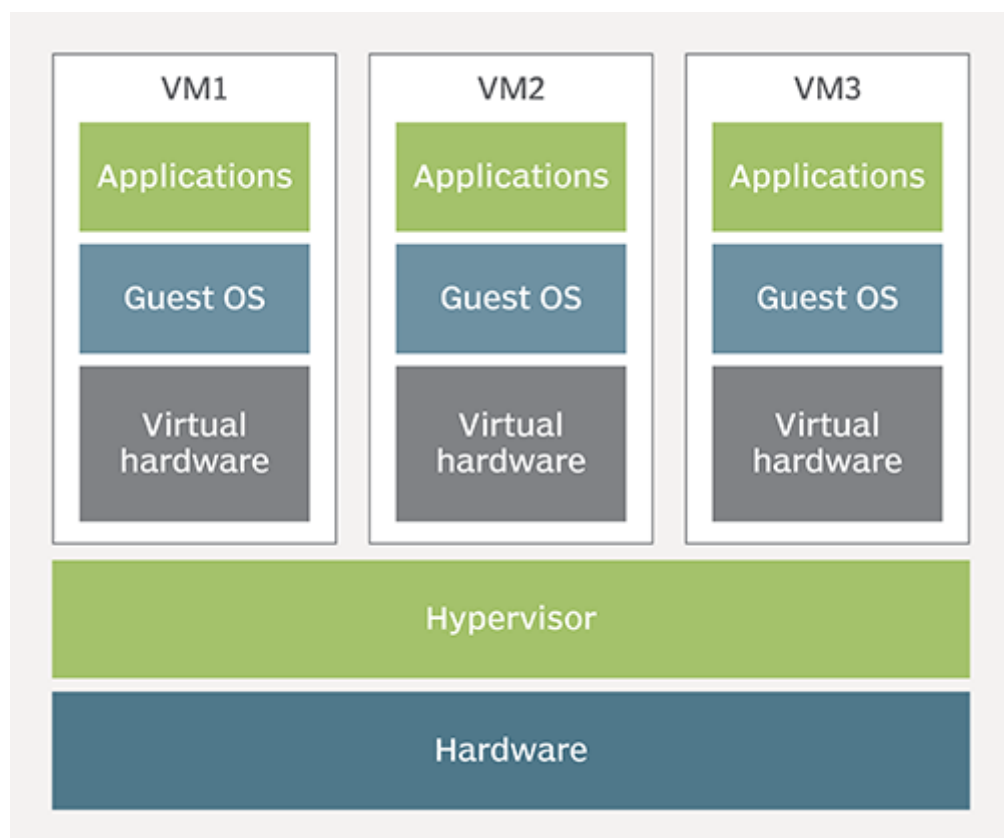 VM1
Applications
Guest OS
Virtual
hardware
VM2
Applications
Guest OS
Virtual
hardware
VM3
Applications
Guest OS
Virtual
hardware
Hypervisor
Hardware